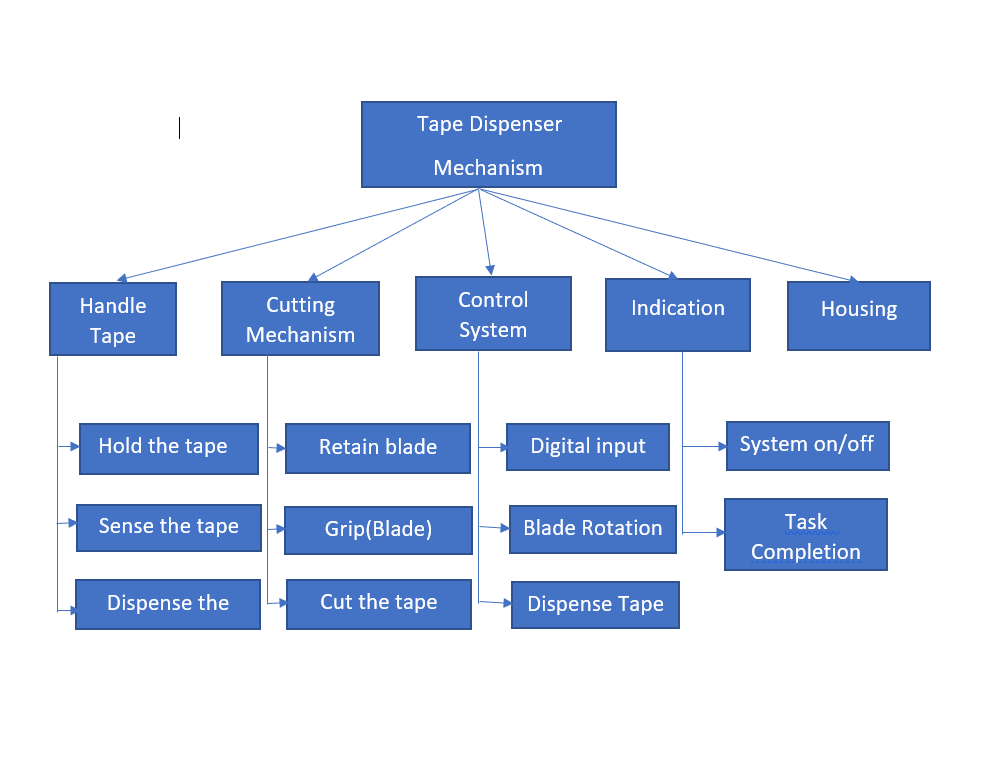 Tape Dispenser
Mechanism
Handle
Tape
Cutting
Mechanism
Control
System
Indication
Housing
Hold the tape
Retain blade
Digital input
System on/off
Sense the tape
Grip(Blade)
Blade Rotation
Task
Completion
Dispense the
Cut the tape
Dispense Tape